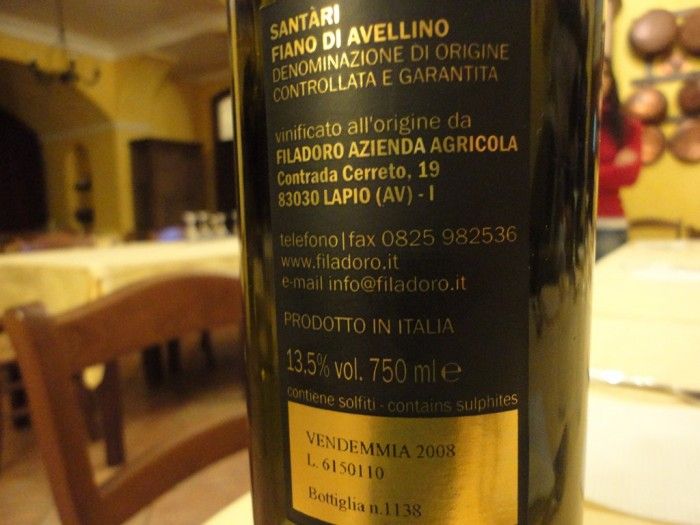 SANTÀRI
FIANO DI AVELLINO
DENOMINAZIONE DI ORIGINE
CONTROLLATA E GARANTITA
vinificato all'origine da
FILADORO AZIENDA AGRICOLA
Contrada Cerreto, 19
83030 LAPIO (AV) - I
telefono|fax 0825 982536
www.filadoro.it
e-mail info@filadoro.it
PRODOTTO IN ITALIA
13.5% vol. 750 ml ℮
contiene solfiti - contains sulphites
VENDEMMIA 2008
L. 6150110
Bottiglia n.1138